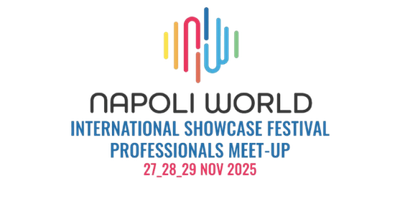 NAPOLI WORLD
INTERNATIONAL SHOWCASE FESTIVAL
PROFESSIONALS MEET-UP
27_28_29 NOV 2025